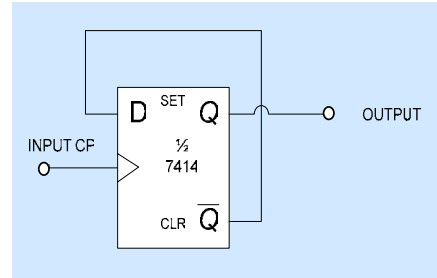 D SET Q
OUTPUT
INPUT CP
½
7414
CLR Q̅